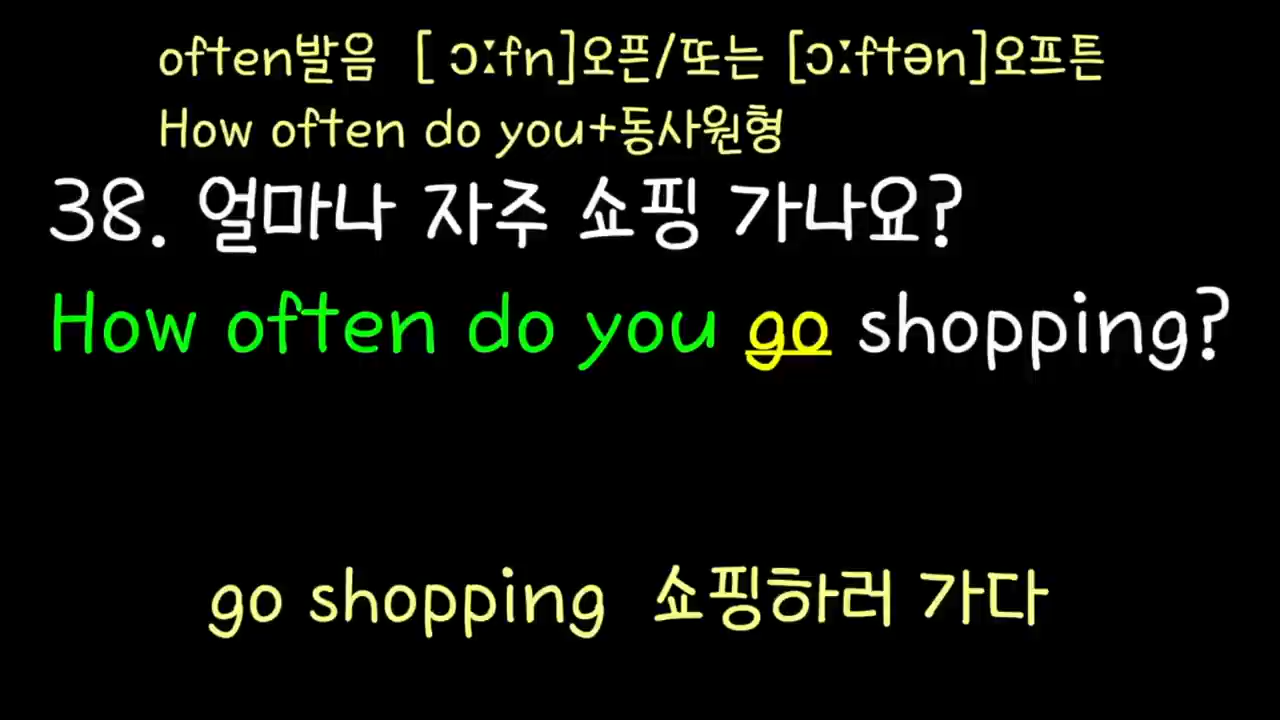 often발음 [ ɔːfn]오픈/또는 [ɔːftən]오프튼
How often do you+동사원형
38. 얼마나 자주 쇼핑 가나요?
How often do you go shopping?
go shopping 쇼핑하러 가다